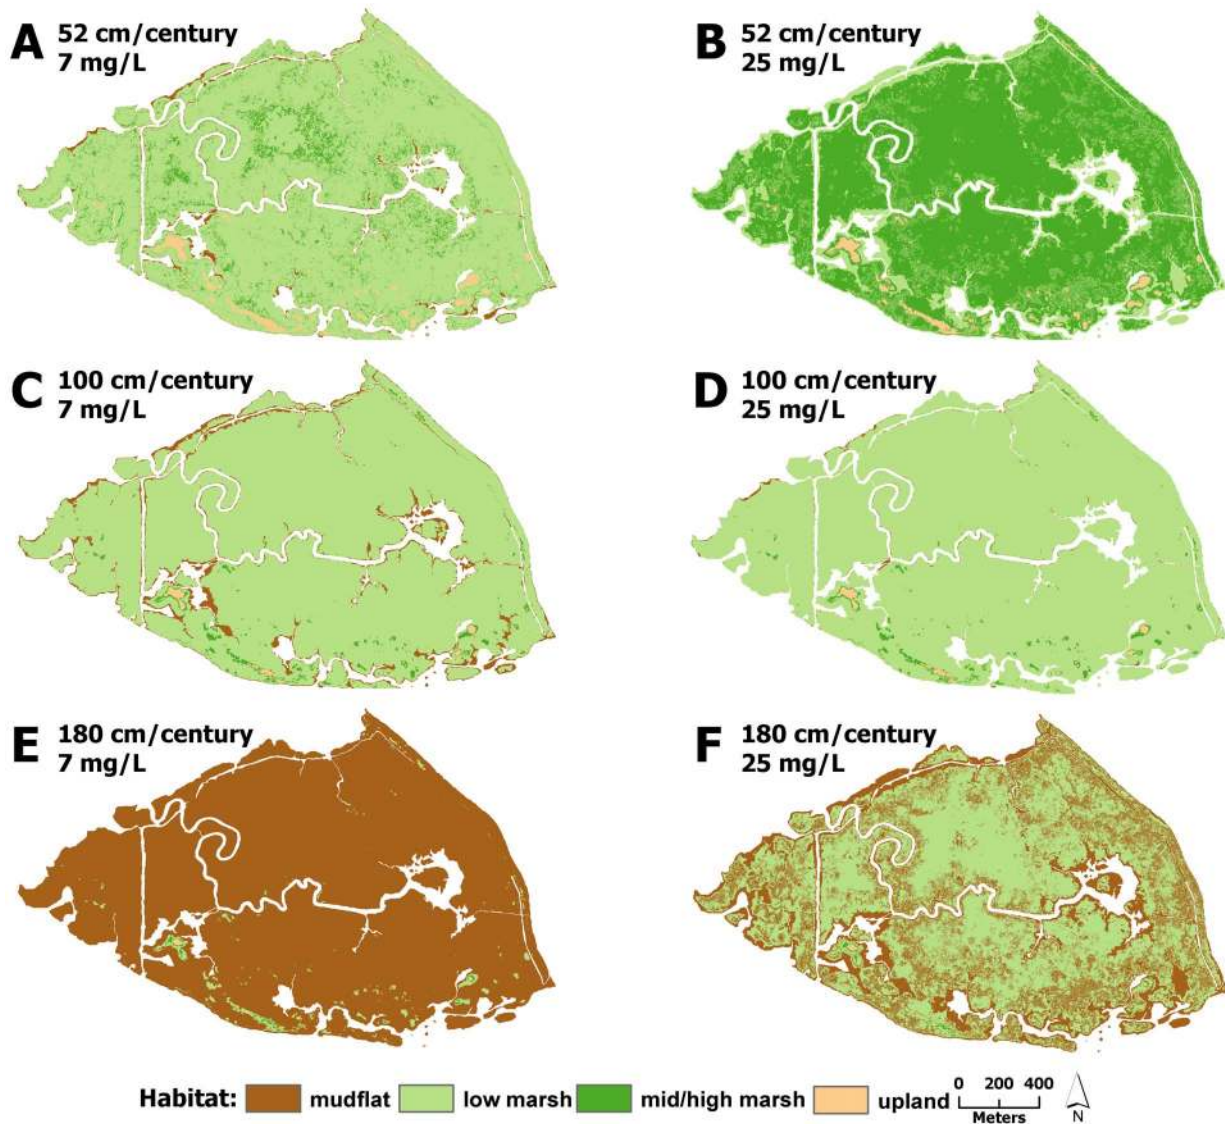 A 52 cm/century
7 mg/L
B 52 cm/century
25 mg/L
C 100 cm/century
7 mg/L
D 100 cm/century
25 mg/L
E 180 cm/century
7 mg/L
F 180 cm/century
25 mg/L
Habitat: mudflat low marsh mid/high marsh upland
0 200 400
Meters
N